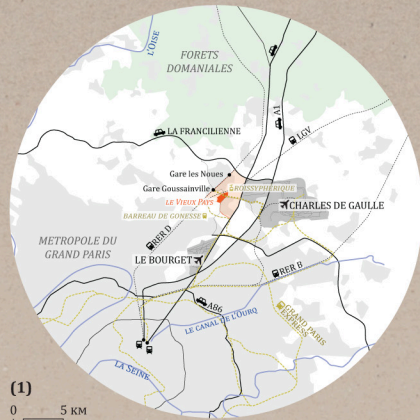 L'OISE
FORETS
DOMANIALES
A1
LGV
LA FRANCILIENNE
Gare les Noues
Gare Goussainville
ROISSYPHERIQUE
LE VIEUX PAYS
CHARLES DE GAULLE
BARREAU DE GONESSE
METROPOLE DU
GRAND PARIS
RER D
LE BOURGET
RER B
A86
GRAND PARIS
EXPRESS
LE CANAL DE L'OURQ
LA SEINE
(1)
0 5 KM